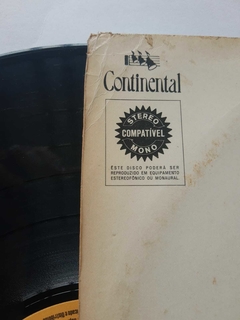 Continental
STEREO
COMPATÍVEL
MONO
ÊSTE DISCO PODERÁ SER
REPRODUZIDO EM EQUIPAMENTO
ESTEREOFÔNICO OU MONAURAL.